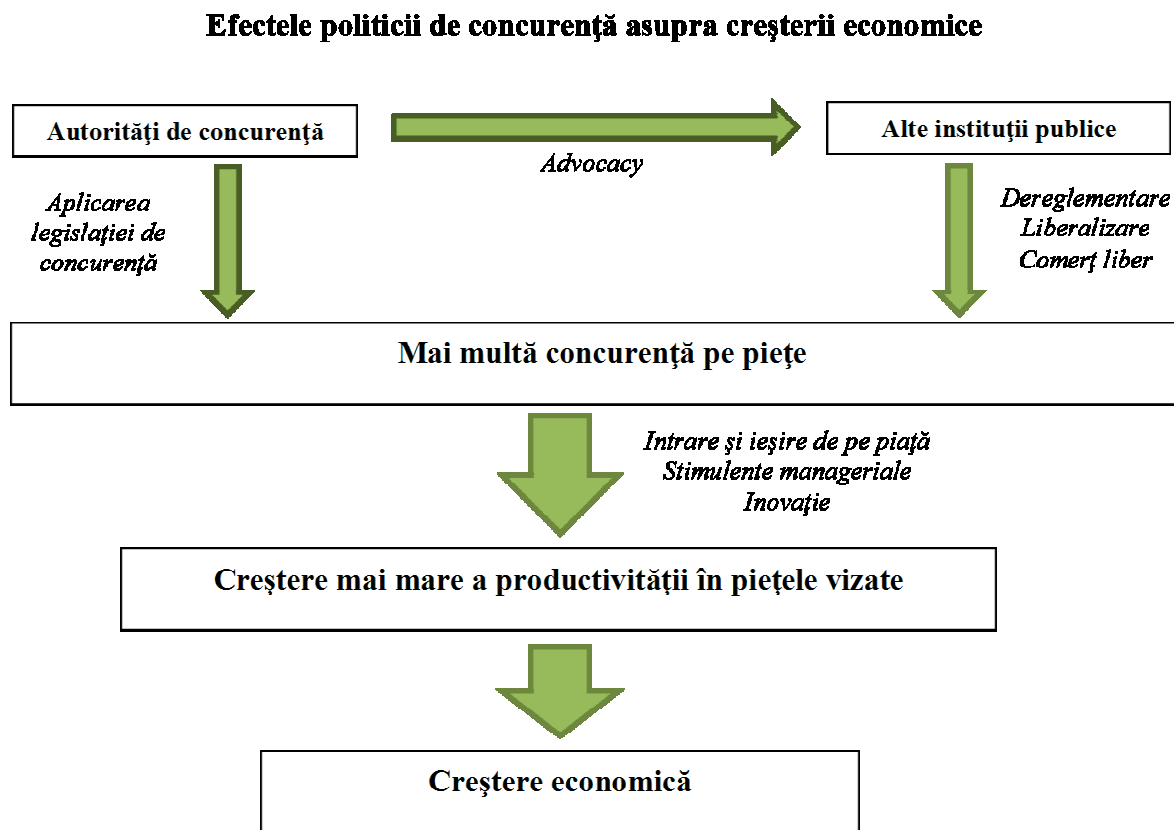 Efectele politicii de concurenţă asupra creşterii economice
Autorităţi de concurenţă
Alte instituţii publice
Advocacy
Aplicarea
legislaţiei de
concurenţă
Dereglementare
Liberalizare
Comerţ liber
Mai multă concurenţă pe pieţe
Intrare şi ieşire de pe piaţă
Stimulente manageriale
Inovaţie
Creştere mai mare a productivităţii în pieţele vizate
Creştere economică